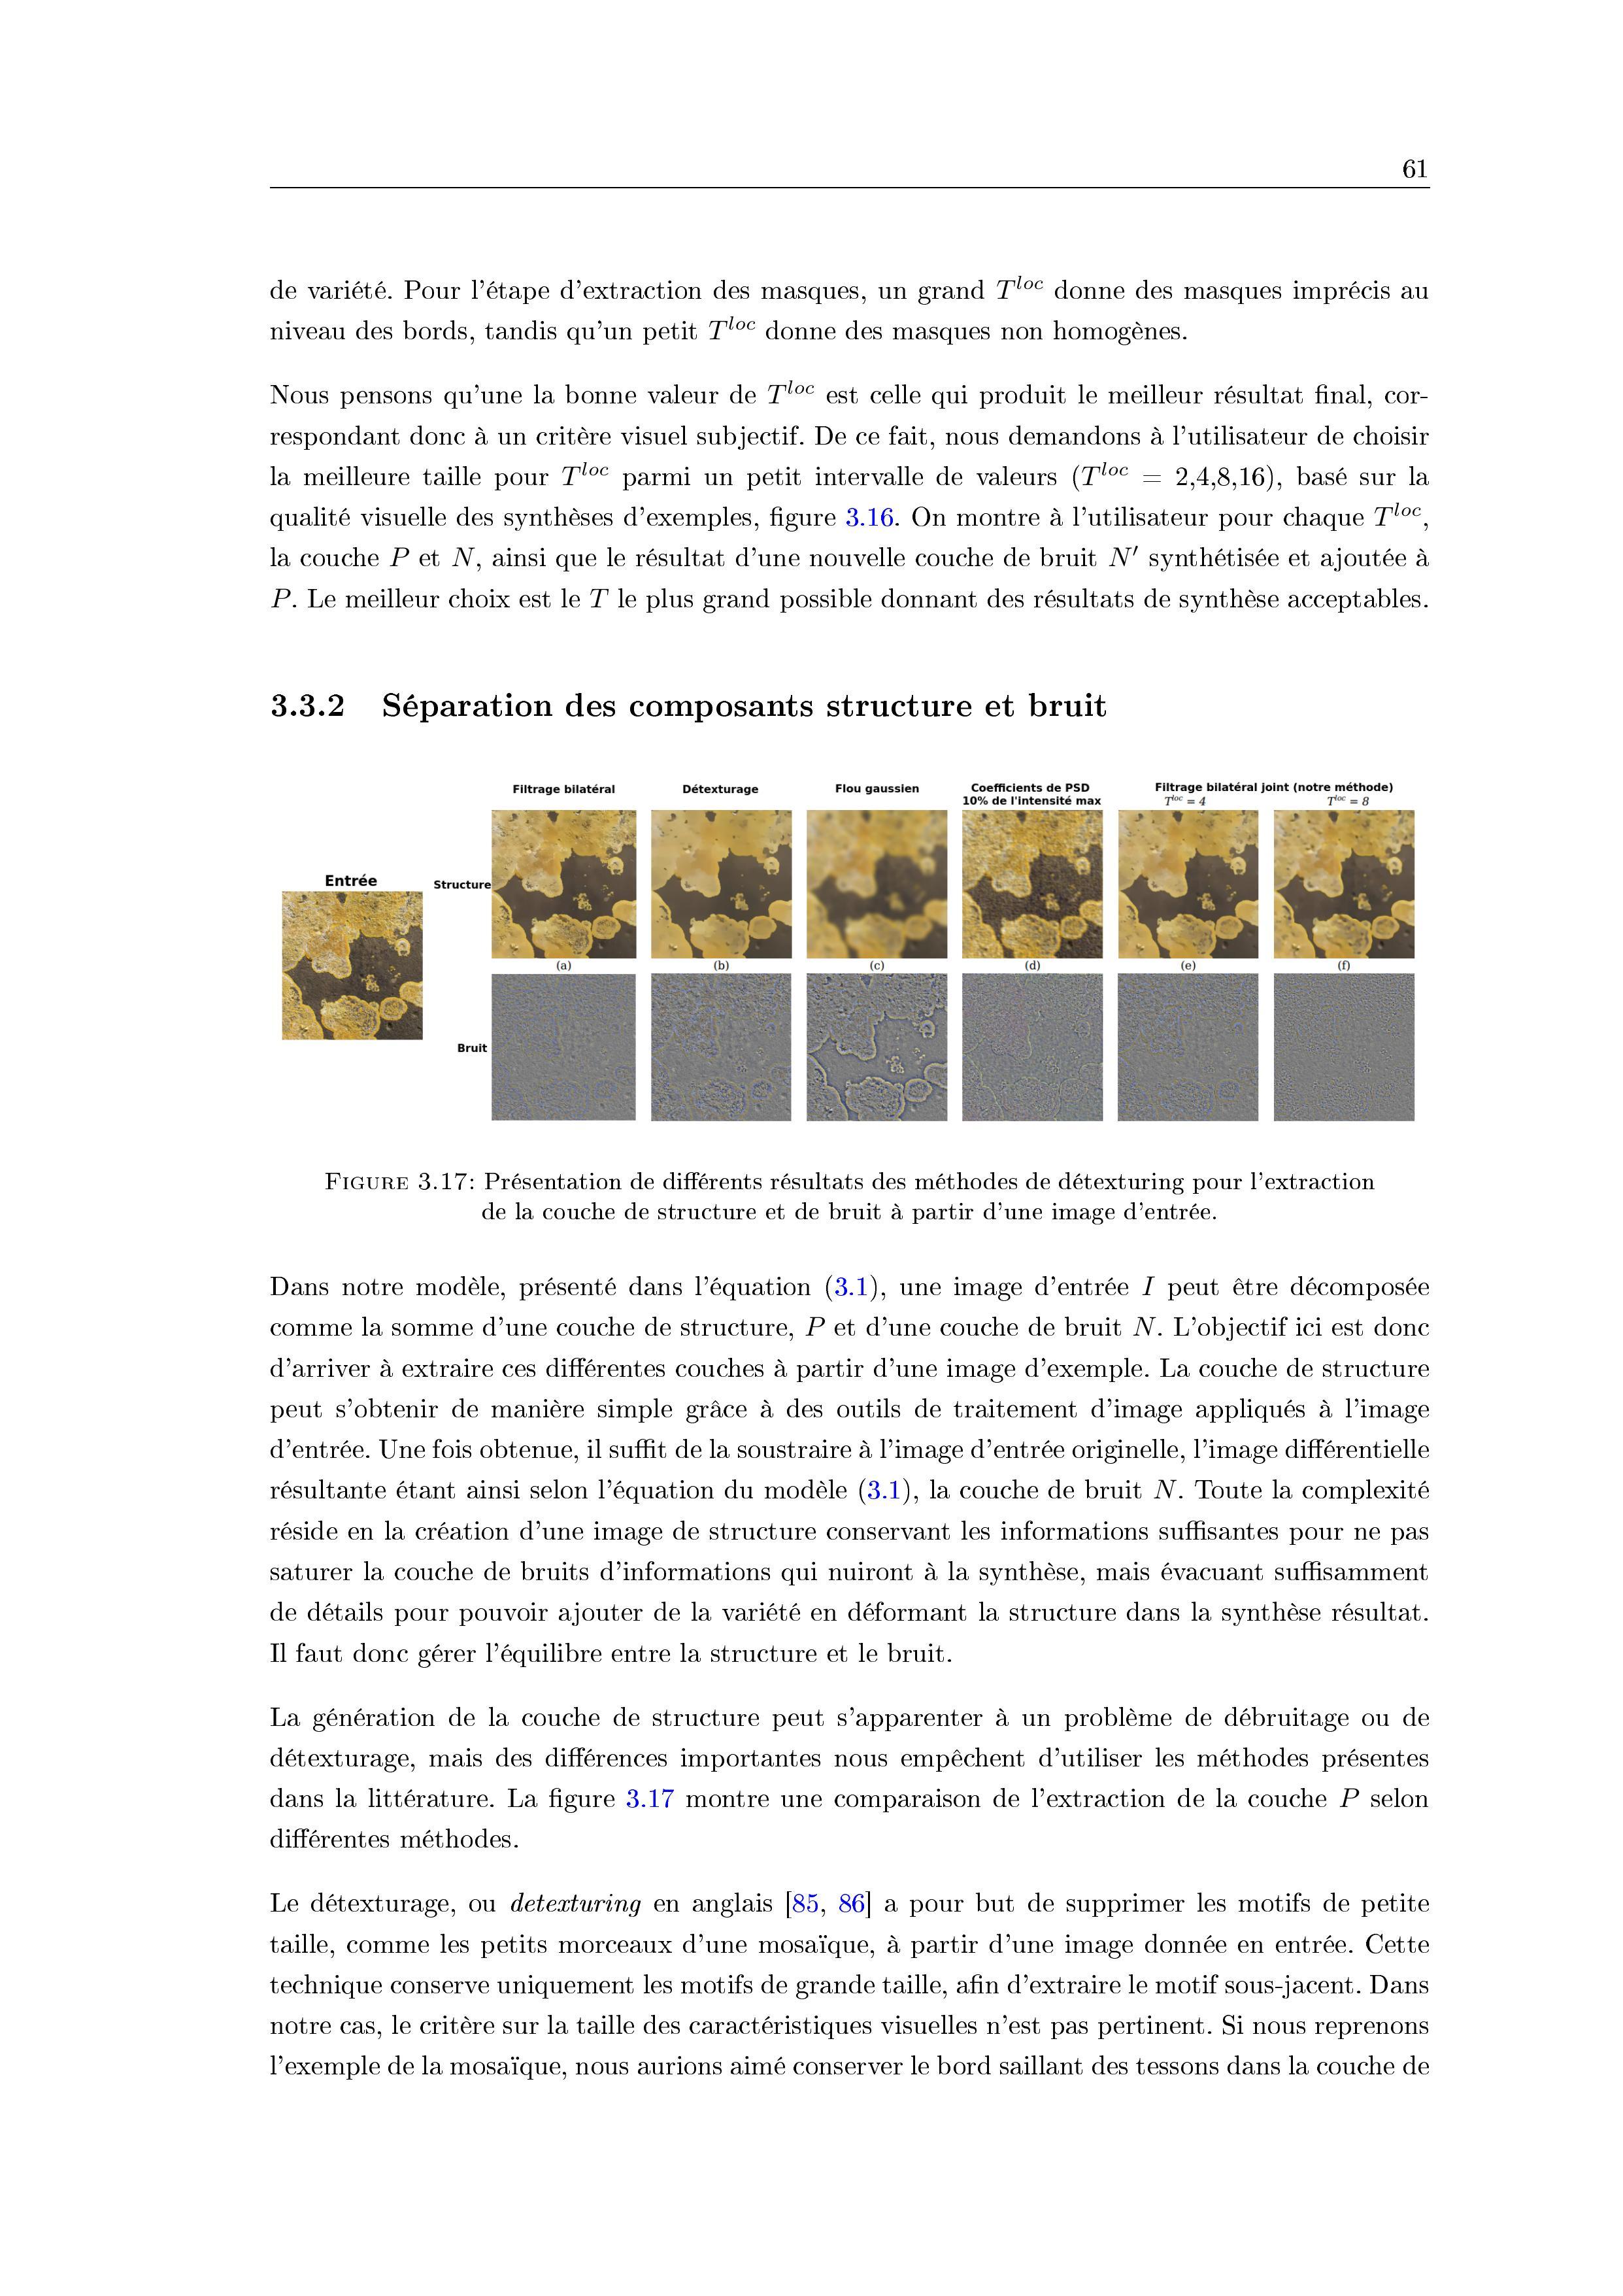 61
de variété. Pour l'étape d'extraction des masques, un grand T^loc donne des masques imprécis au
niveau des bords, tandis qu'un petit T^loc donne des masques non homogènes.
Nous pensons qu'une la bonne valeur de T^loc est celle qui produit le meilleur résultat final, cor-
respondant donc à un critère visuel subjectif. De ce fait, nous demandons à l'utilisateur de choisir
la meilleure taille pour T^loc parmi un petit intervalle de valeurs (T^loc = 2,4,8,16), basé sur la
qualité visuelle des synthèses d'exemples, figure 3.16. On montre à l'utilisateur pour chaque T^loc,
la couche P et N, ainsi que le résultat d'une nouvelle couche de bruit N′ synthétisée et ajoutée à
P. Le meilleur choix est le T le plus grand possible donnant des résultats de synthèse acceptables.
3.3.2 Séparation des composants structure et bruit
Filtrage bilatéral Détexturage Flou gaussien Coefficients de PSD Filtrage bilatéral joint (notre méthode)
10% de l'intensité max T^loc = 4 T^loc = 8
Entrée
Structure
(a) (b) (c) (d) (e) (f)
Bruit
FIGURE 3.17: Présentation de différents résultats des méthodes de détexturing pour l'extraction
de la couche de structure et de bruit à partir d'une image d'entrée.
Dans notre modèle, présenté dans l'équation (3.1), une image d'entrée I peut être décomposée
comme la somme d'une couche de structure, P et d'une couche de bruit N. L'objectif ici est donc
d'arriver à extraire ces différentes couches à partir d'une image d'exemple. La couche de structure
peut s'obtenir de manière simple grâce à des outils de traitement d'image appliqués à l'image
d'entrée. Une fois obtenue, il suffit de la soustraire à l'image d'entrée originelle, l'image différentielle
résultante étant ainsi selon l'équation du modèle (3.1), la couche de bruit N. Toute la complexité
réside en la création d'une image de structure conservant les informations suffisantes pour ne pas
saturer la couche de bruits d'informations qui nuiront à la synthèse, mais évacuant suffisamment
de détails pour pouvoir ajouter de la variété en déformant la structure dans la synthèse résultat.
Il faut donc gérer l'équilibre entre la structure et le bruit.
La génération de la couche de structure peut s'apparenter à un problème de débruitage ou de
détexturage, mais des différences importantes nous empêchent d'utiliser les méthodes présentes
dans la littérature. La figure 3.17 montre une comparaison de l'extraction de la couche P selon
différentes méthodes.
Le détexturage, ou detexturing en anglais [85, 86] a pour but de supprimer les motifs de petite
taille, comme les petits morceaux d'une mosaïque, à partir d'une image donnée en entrée. Cette
technique conserve uniquement les motifs de grande taille, afin d'extraire le motif sous-jacent. Dans
notre cas, le critère sur la taille des caractéristiques visuelles n'est pas pertinent. Si nous reprenons
l'exemple de la mosaïque, nous aurions aimé conserver le bord saillant des tessons dans la couche de